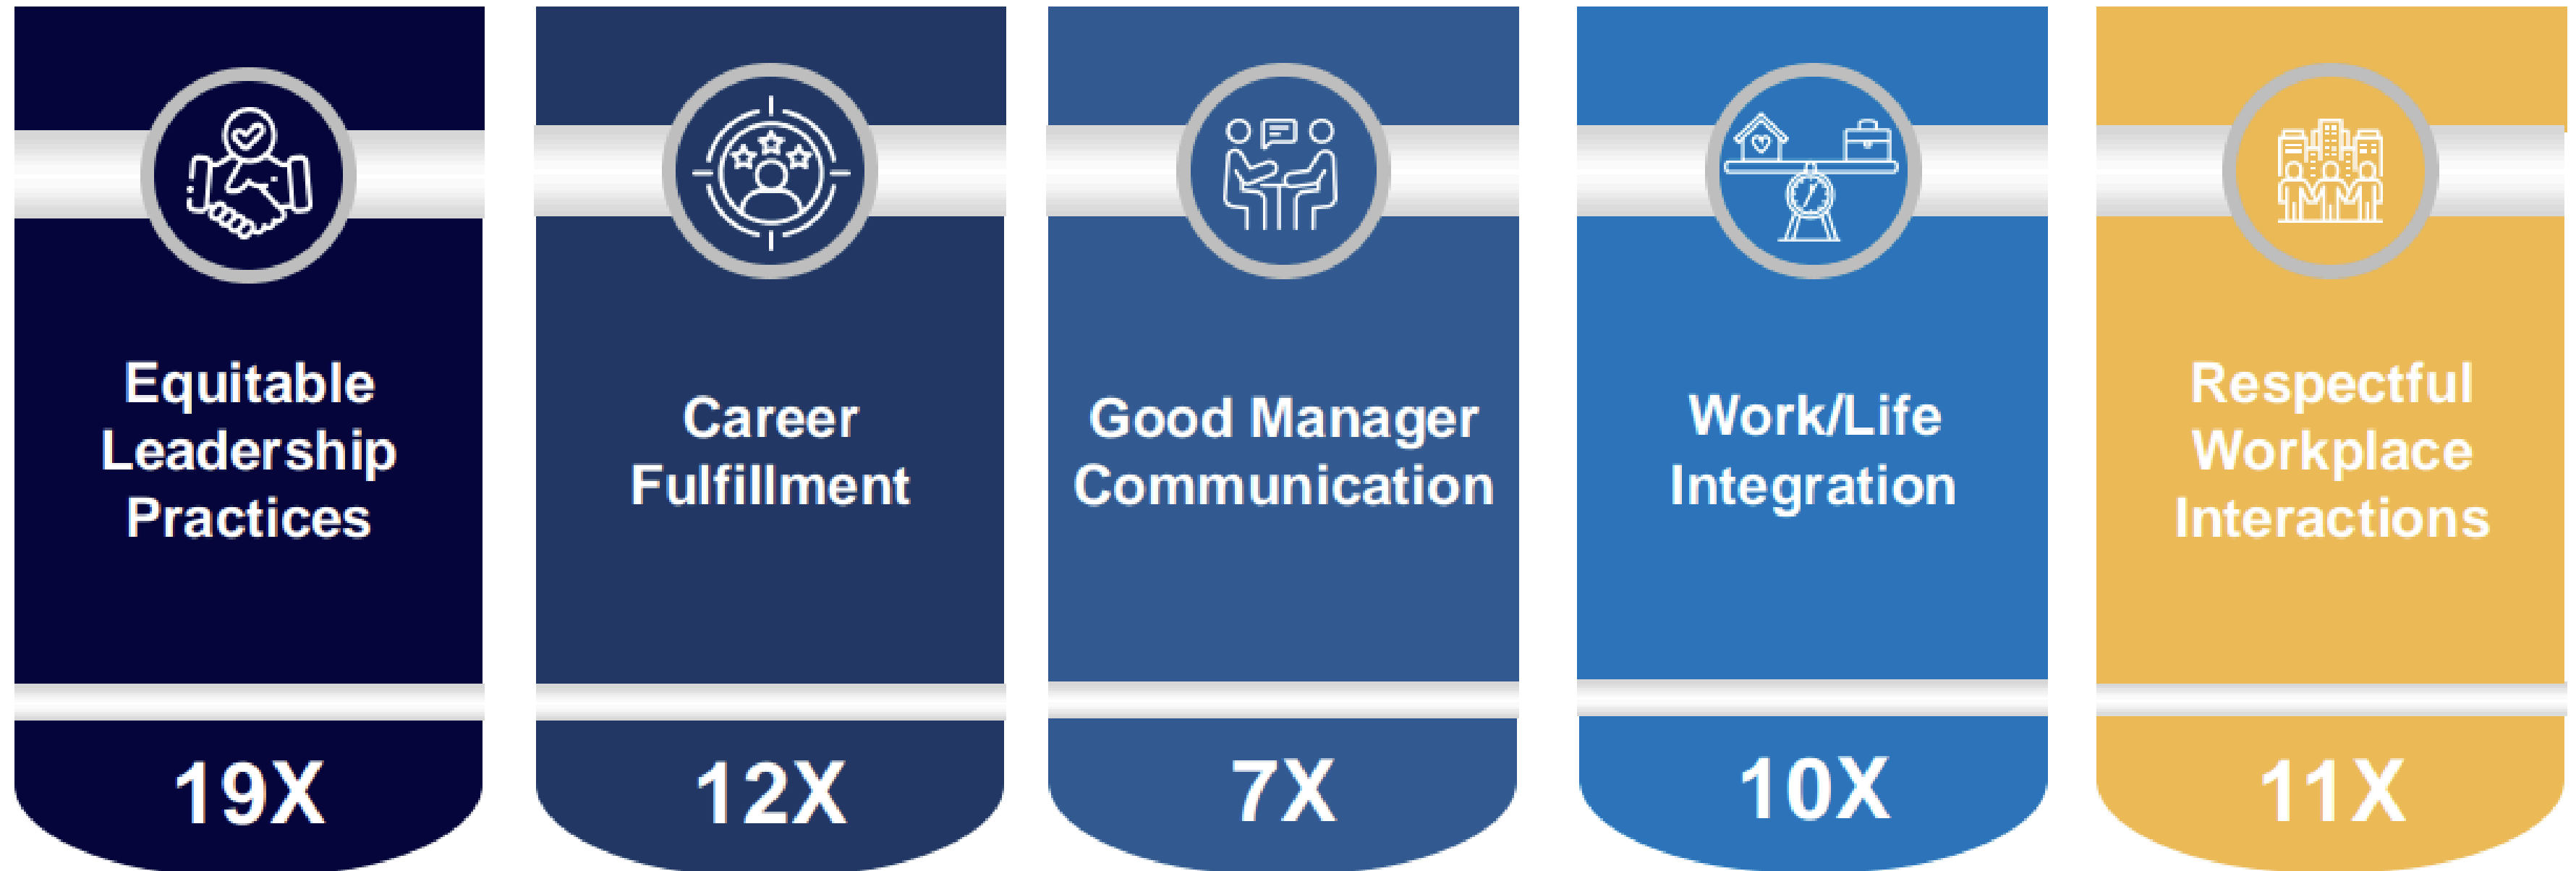 Equitable
Leadership
Practices
19X
Career
Fulfillment
12X
Good Manager
Communication
7X
Work/Life
Integration
10X
Respectful
Workplace
Interactions
11X